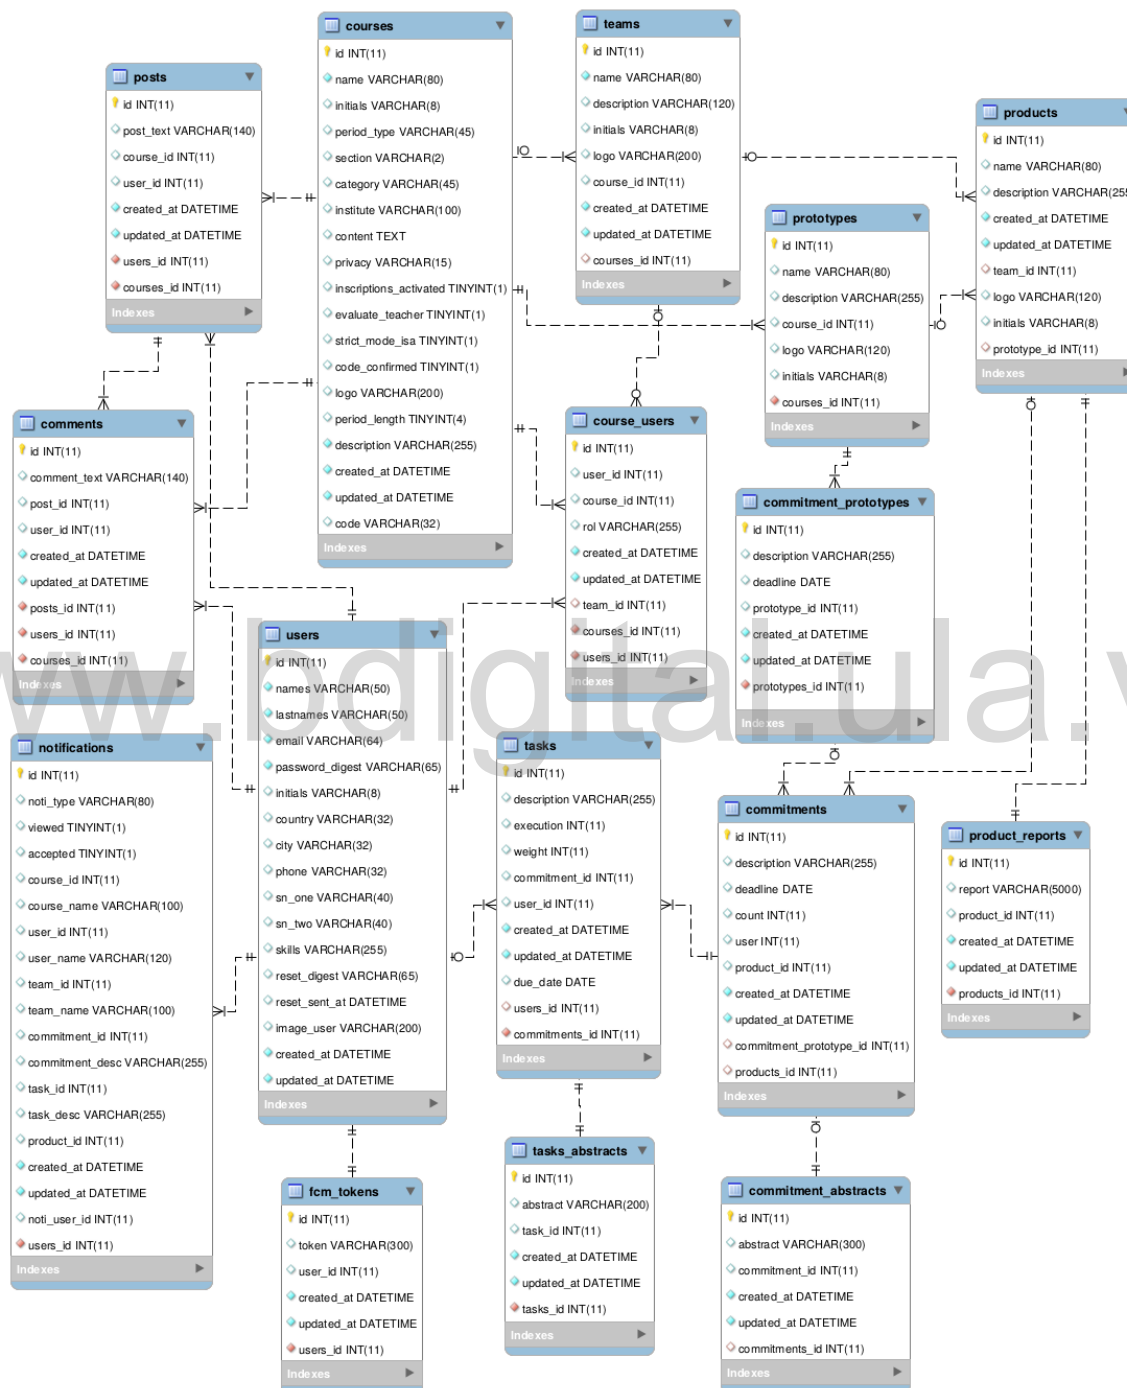 courses
id INT(11)
name VARCHAR(80)
initials VARCHAR(8)
period_type VARCHAR(45)
section VARCHAR(2)
category VARCHAR(45)
institute VARCHAR(100)
content TEXT
privacy VARCHAR(15)
inscriptions_activated TINYINT(1)
evaluate_teacher TINYINT(1)
strict_mode_isa TINYINT(1)
code_confirmed TINYINT(1)
logo VARCHAR(200)
period_length TINYINT(4)
description VARCHAR(255)
created_at DATETIME
updated_at DATETIME
code VARCHAR(32)
Indexes
teams
id INT(11)
name VARCHAR(80)
description VARCHAR(120)
initials VARCHAR(8)
logo VARCHAR(200)
course_id INT(11)
created_at DATETIME
updated_at DATETIME
courses_id INT(11)
Indexes
posts
id INT(11)
post_text VARCHAR(140)
course_id INT(11)
user_id INT(11)
created_at DATETIME
updated_at DATETIME
users_id INT(11)
courses_id INT(11)
Indexes
products
id INT(11)
name VARCHAR(80)
description VARCHAR(255
created_at DATETIME
updated_at DATETIME
team_id INT(11)
logo VARCHAR(120)
initials VARCHAR(8)
prototype_id INT(11)
Indexes
prototypes
id INT(11)
name VARCHAR(80)
description VARCHAR(255)
course_id INT(11)
logo VARCHAR(120)
initials VARCHAR(8)
courses_id INT(11)
Indexes
comments
id INT(11)
comment_text VARCHAR(140)
post_id INT(11)
user_id INT(11)
created_at DATETIME
updated_at DATETIME
posts_id INT(11)
users_id INT(11)
courses_id INT(11)
Indexes
course_users
id INT(11)
user_id INT(11)
course_id INT(11)
rol VARCHAR(255)
created_at DATETIME
updated_at DATETIME
team_id INT(11)
courses_id INT(11)
users_id INT(11)
Indexes
commitment_prototypes
id INT(11)
description VARCHAR(255)
deadline DATE
prototype_id INT(11)
created_at DATETIME
updated_at DATETIME
prototypes_id INT(11)
Indexes
users
id INT(11)
names VARCHAR(50)
lastnames VARCHAR(50)
email VARCHAR(64)
password_digest VARCHAR(65)
initials VARCHAR(8)
country VARCHAR(32)
city VARCHAR(32)
phone VARCHAR(32)
sn_one VARCHAR(40)
sn_two VARCHAR(40)
skills VARCHAR(255)
reset_digest VARCHAR(65)
reset_sent_at DATETIME
image_user VARCHAR(200)
created_at DATETIME
updated_at DATETIME
Indexes
ww.bdigital.ula.v
notifications
id INT(11)
noti_type VARCHAR(80)
viewed TINYINT(1)
accepted TINYINT(1)
course_id INT(11)
course_name VARCHAR(100)
user_id INT(11)
user_name VARCHAR(120)
team_id INT(11)
team_name VARCHAR(100)
commitment_id INT(11)
commitment_desc VARCHAR(255)
task_id INT(11)
task_desc VARCHAR(255)
product_id INT(11)
created_at DATETIME
updated_at DATETIME
noti_user_id INT(11)
users_id INT(11)
Indexes
tasks
id INT(11)
description VARCHAR(255)
execution INT(11)
weight INT(11)
commitment_id INT(11)
user_id INT(11)
created_at DATETIME
updated_at DATETIME
due_date DATE
users_id INT(11)
commitments_id INT(11)
Indexes
commitments
id INT(11)
description VARCHAR(255)
deadline DATE
count INT(11)
user INT(11)
product_id INT(11)
created_at DATETIME
updated_at DATETIME
commitment_prototype_id INT(11)
products_id INT(11)
Indexes
product_reports
id INT(11)
report VARCHAR(5000)
product_id INT(11)
created_at DATETIME
updated_at DATETIME
products_id INT(11)
Indexes
fcm_tokens
id INT(11)
token VARCHAR(300)
user_id INT(11)
created_at DATETIME
updated_at DATETIME
users_id INT(11)
Indexes
tasks_abstracts
id INT(11)
abstract VARCHAR(200)
task_id INT(11)
created_at DATETIME
updated_at DATETIME
tasks_id INT(11)
Indexes
commitment_abstracts
id INT(11)
abstract VARCHAR(300)
commitment_id INT(11)
created_at DATETIME
updated_at DATETIME
commitments_id INT(11)
Indexes